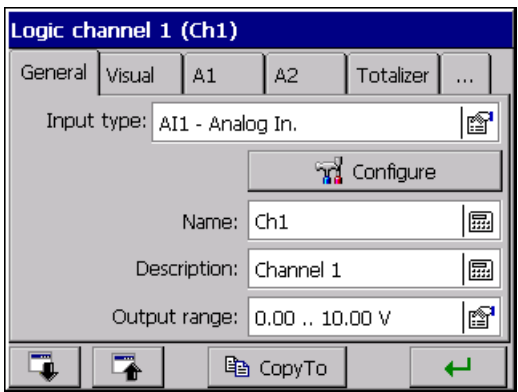 Logic channel 1 (Ch1)
General Visual A1 A2 Totalizer ...
Input type: AI1 - Analog In.
Configure
Name: Ch1
Description: Channel 1
Output range: 0.00 .. 10.00 V
CopyTo